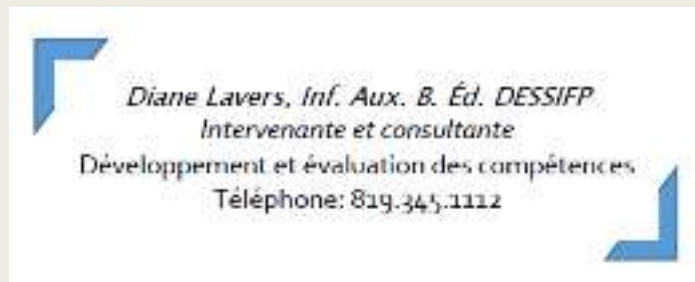 Diane Lavers, Inf. Aux. B. Éd. DESSIFP
Intervenante et consultante
Développement et évaluation des compétences
Téléphone: 819.345.1112